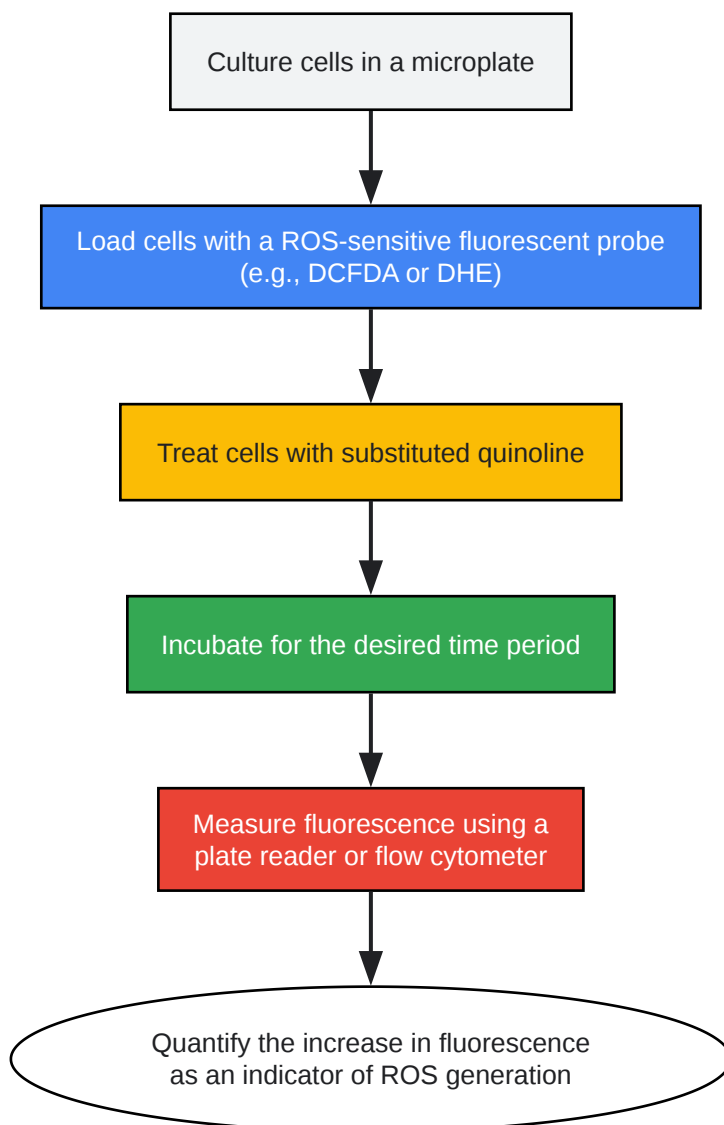 Culture cells in a microplate
Load cells with a ROS-sensitive fluorescent probe
(e.g., DCFDA or DHE)
Treat cells with substituted quinoline
Incubate for the desired time period
Measure fluorescence using a
plate reader or flow cytometer
Quantify the increase in fluorescence
as an indicator of ROS generation